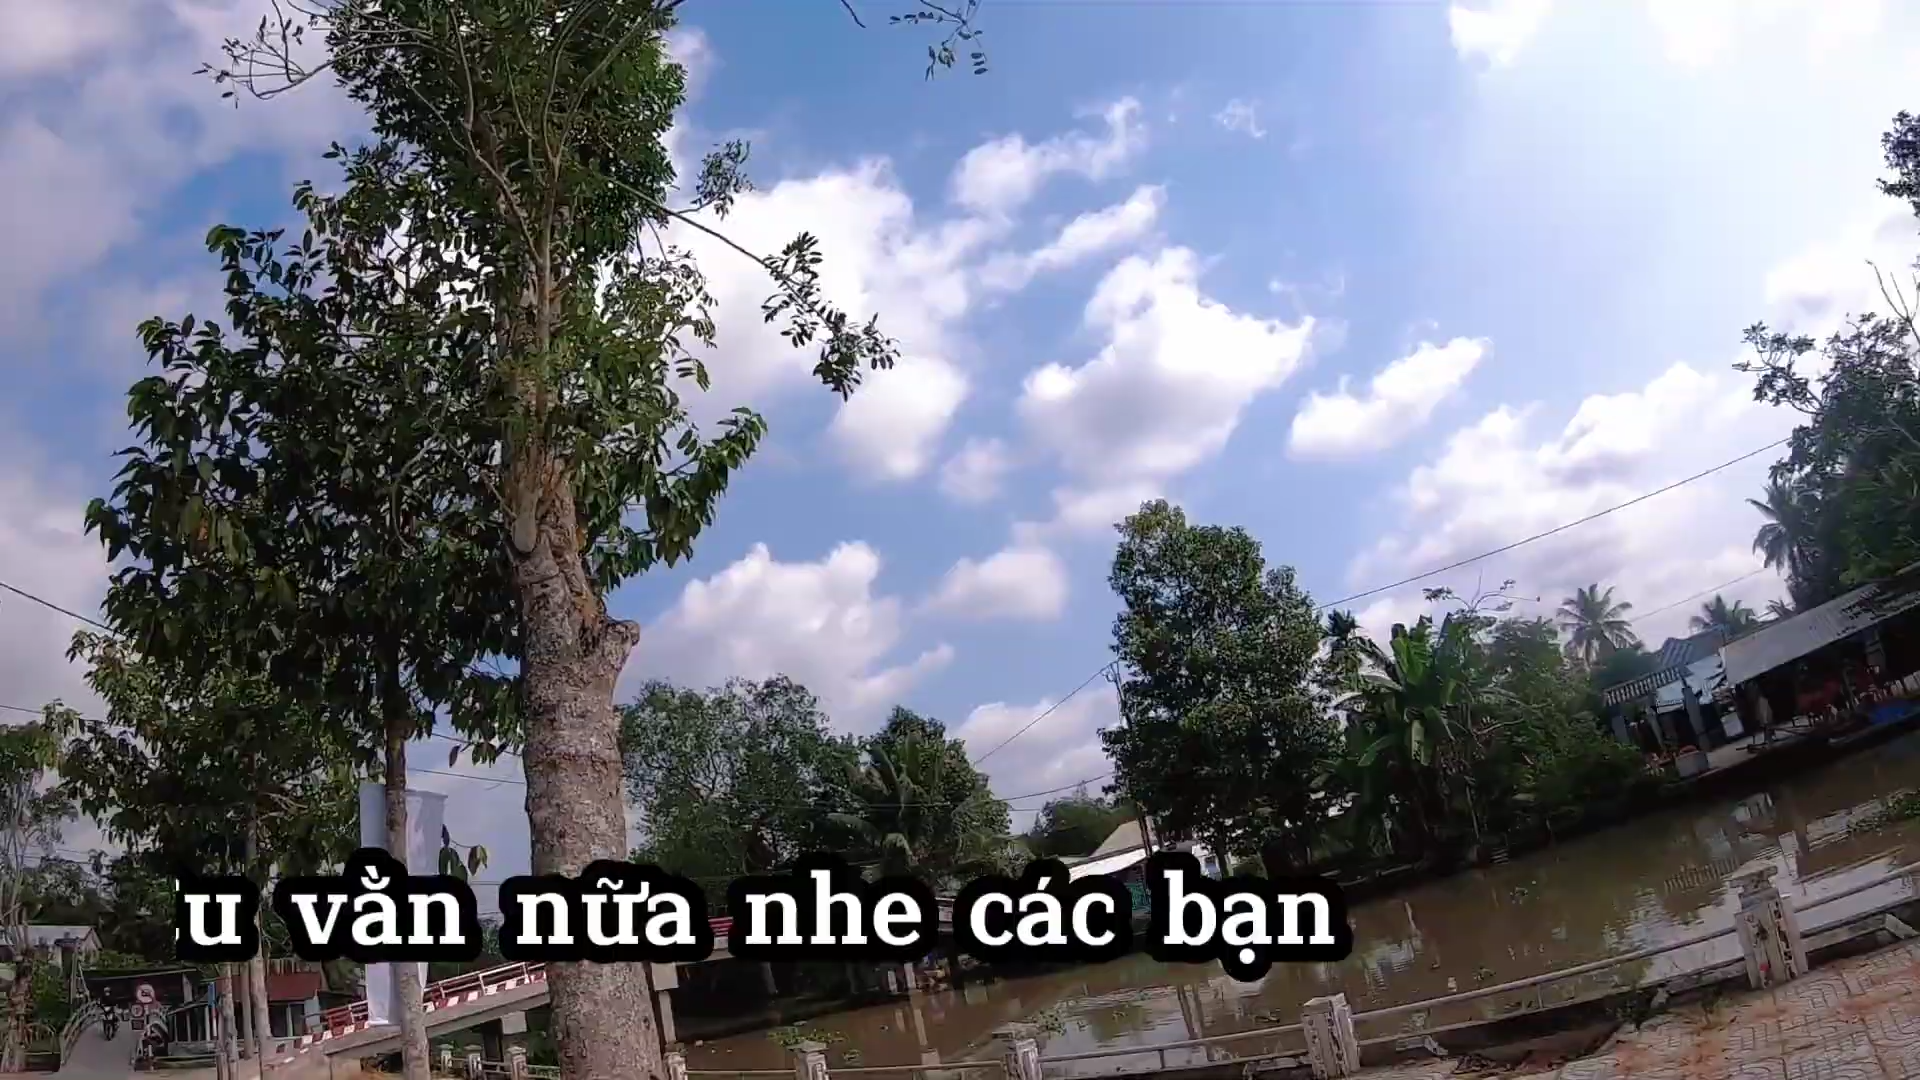 vằn nữa nhe các bạn